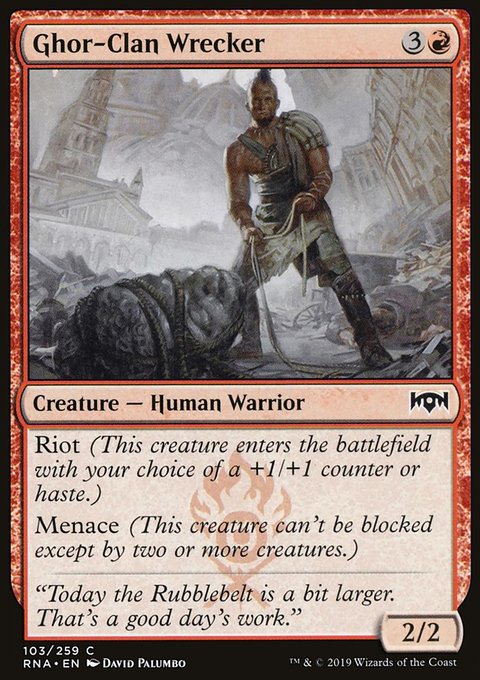 Ghor-Clan Wrecker 3
Creature — Human Warrior
Riot (This creature enters the battlefield
with your choice of a +1/+1 counter or
haste.)
Menace (This creature can't be blocked
except by two or more creatures.)
“Today the Rubblebelt is a bit larger.
That's a good day's work.”
2/2
103/259 C
RNA • EN DAVID PALUMBO
™ & © 2019 Wizards of the Coast